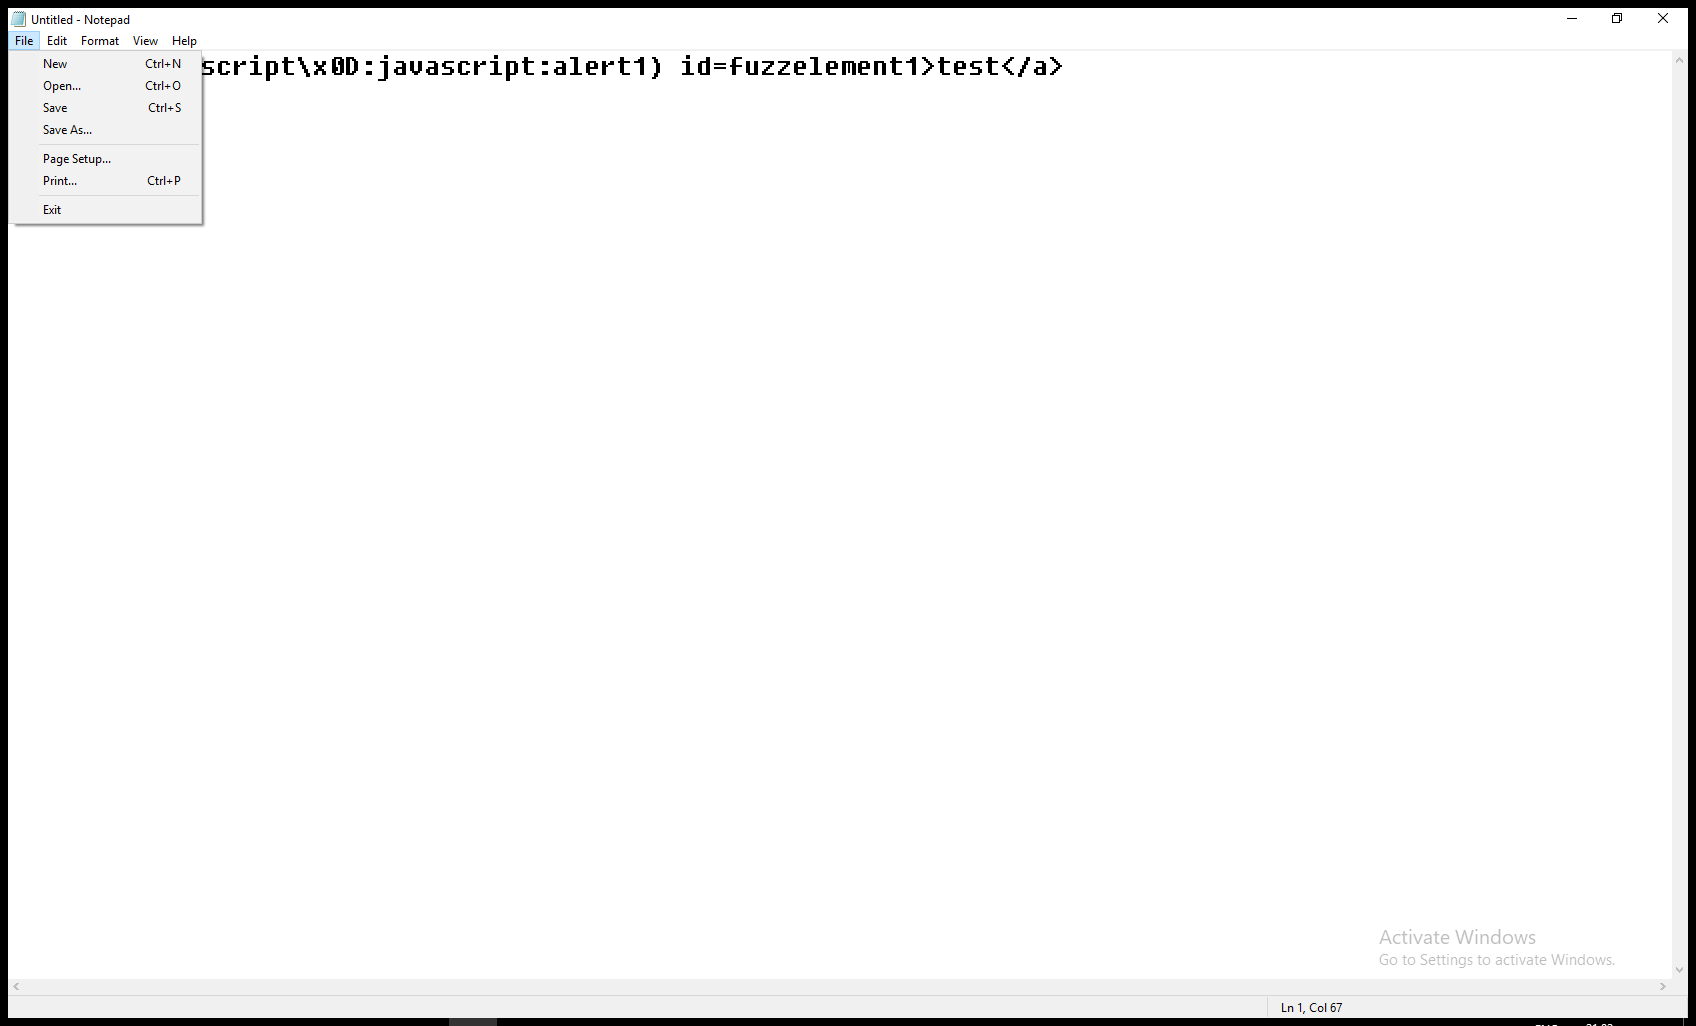 Untitled - Notepad
File Edit Format View Help
script\x0D:javascript:alert1) id=fuzzelement1>test</a>
New Ctrl+N
Open... Ctrl+O
Save Ctrl+S
Save As...
Page Setup...
Print... Ctrl+P
Exit
Activate Windows
Go to Settings to activate Windows.
Ln 1, Col 67